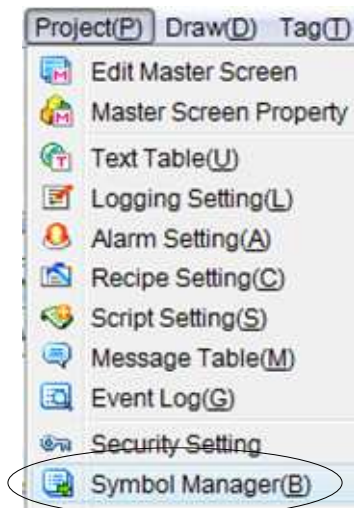 Project(P) Draw(D) Tag(T)
Edit Master Screen
Master Screen Property
Text Table(U)
Logging Setting(L)
Alarm Setting(A)
Recipe Setting(C)
Script Setting(S)
Message Table(M)
Event Log(G)
Security Setting
Symbol Manager(B)